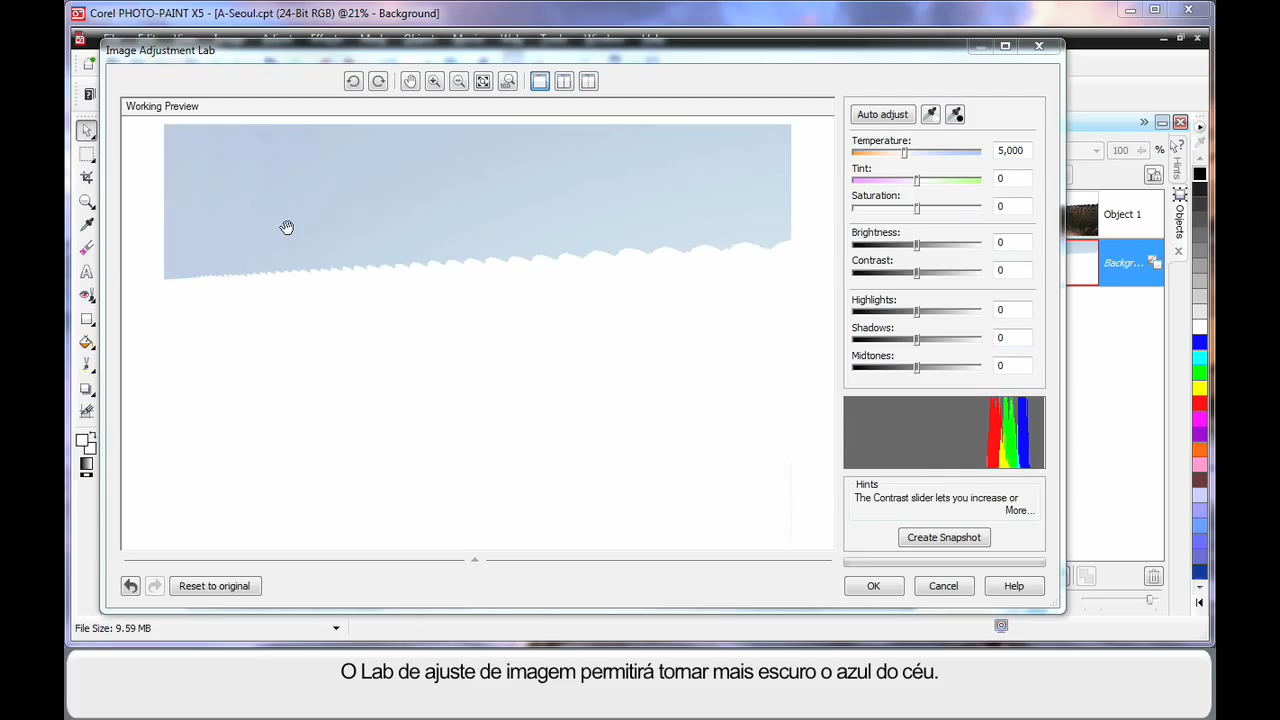 Corel PHOTO-PAINT X5 - [A-Seoul.cpt (24-Bit RGB) @21% - Background]
Image Adjustment Lab
Working Preview
Auto adjust
Temperature:
5,000
Tint:
0
Saturation:
0
Brightness:
0
Contrast:
0
Highlights:
0
Shadows:
0
Midtones:
0
Hints
The Contrast slider lets you increase or
More...
Create Snapshot
Reset to original
OK
Cancel
Help
100
%
Object 1
Backgr...
Hints
Objects
File Size: 9.59 MB
O Lab de ajuste de imagem permitirá tornar mais escuro o azul do céu.